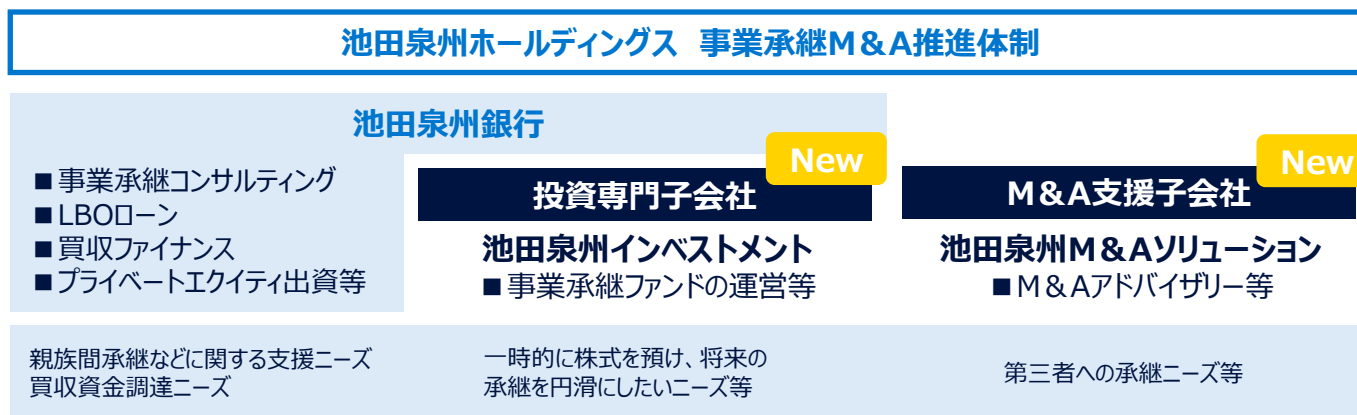 池田泉州ホールディングス 事業承継M&A推進体制
池田泉州銀行
■事業承継コンサルティング
■LBOローン
■買収ファイナンス
■プライベートエクイティ出資等
New
投資専門子会社
池田泉州インベストメント
■事業承継ファンドの運営等
New
M&A支援子会社
池田泉州M&Aソリューション
■M&Aアドバイザリー等
親族間承継などに関する支援ニーズ
買収資金調達ニーズ
一時的に株式を預け、将来の
承継を円滑にしたいニーズ等
第三者への承継ニーズ等